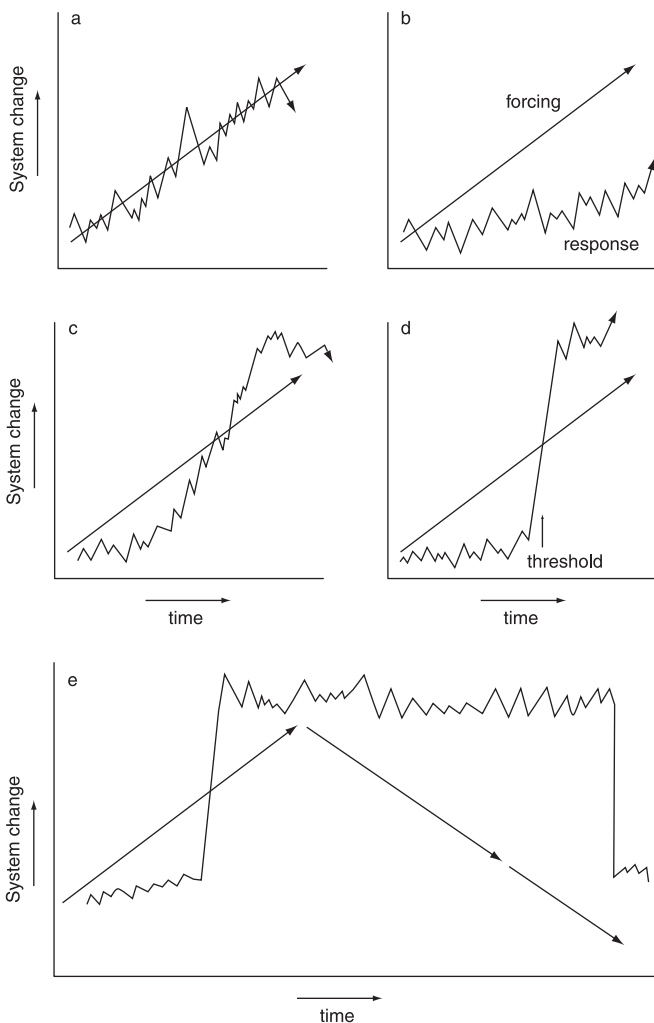 a
System change
b
forcing
response
c
System change
time
d
threshold
time
e
System change
time